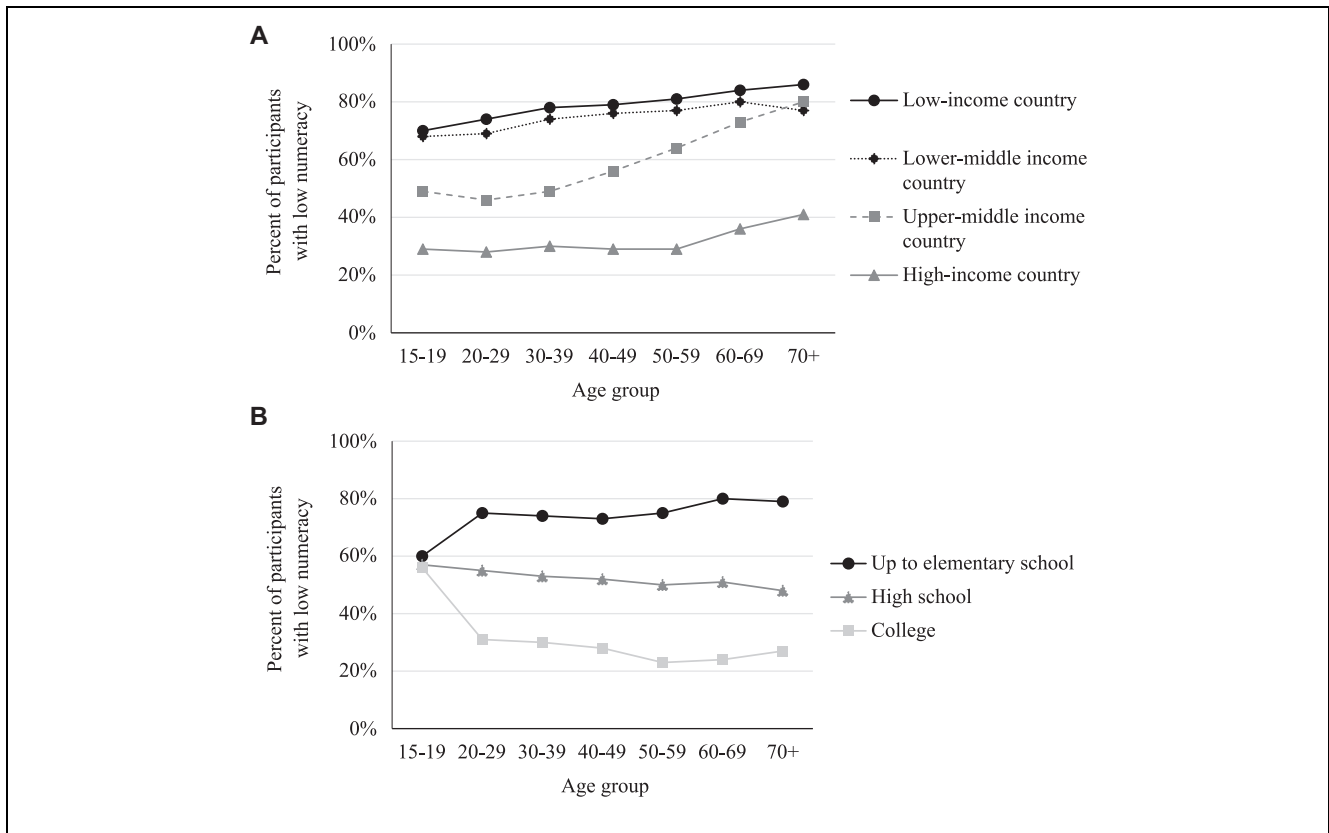 A
100%
80%
60%
40%
20%
0%
Percent of participants
with low numeracy
15-19 20-29 30-39 40-49 50-59 60-69 70+
Age group
Low-income country
Lower-middle income
country
Upper-middle income
country
High-income country
B
100%
80%
60%
40%
20%
0%
Percent of participants
with low numeracy
15-19 20-29 30-39 40-49 50-59 60-69 70+
Age group
Up to elementary school
High school
College